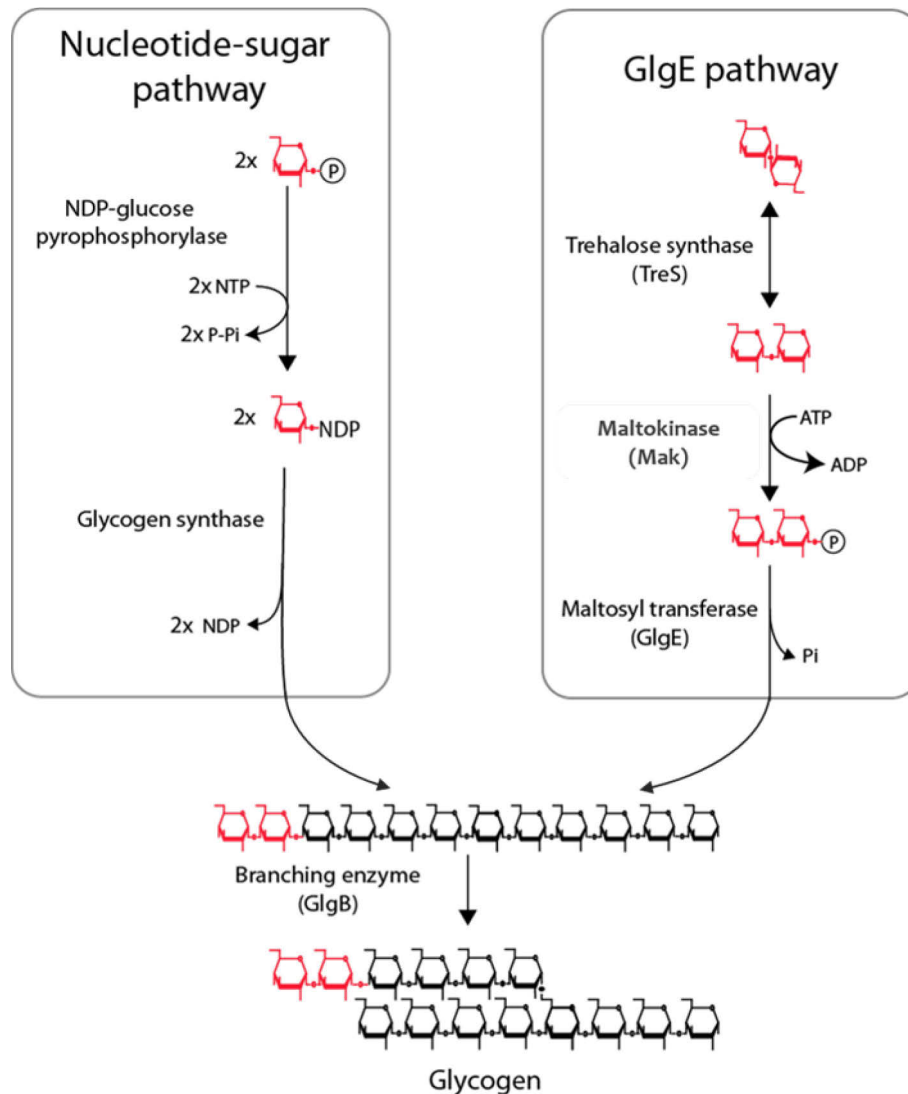 Nucleotide-sugar
pathway
2x
P
NDP-glucose
pyrophosphorylase
2x NTP
2x P-Pi
2x
NDP
Glycogen synthase
2x NDP
GlgE pathway
Trehalose synthase
(TreS)
Maltokinase
(Mak)
ATP
ADP
P
Maltosyl transferase
(GlgE)
Pi
Branching enzyme
(GlgB)
Glycogen